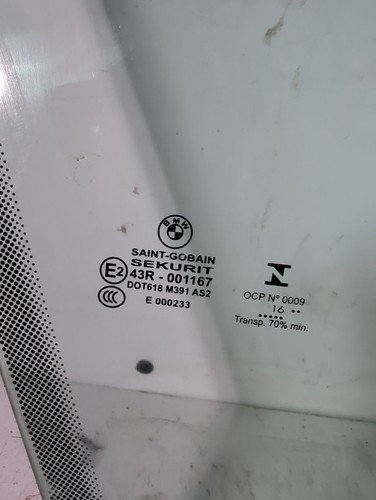 BMW
SAINT-GOBAIN
SEKURIT
E2 43R - 001167
DOT618 M391 AS2
CCC E 000233
N
OCP Nº 0009
16 ••
•••••
Transp. 70% min.